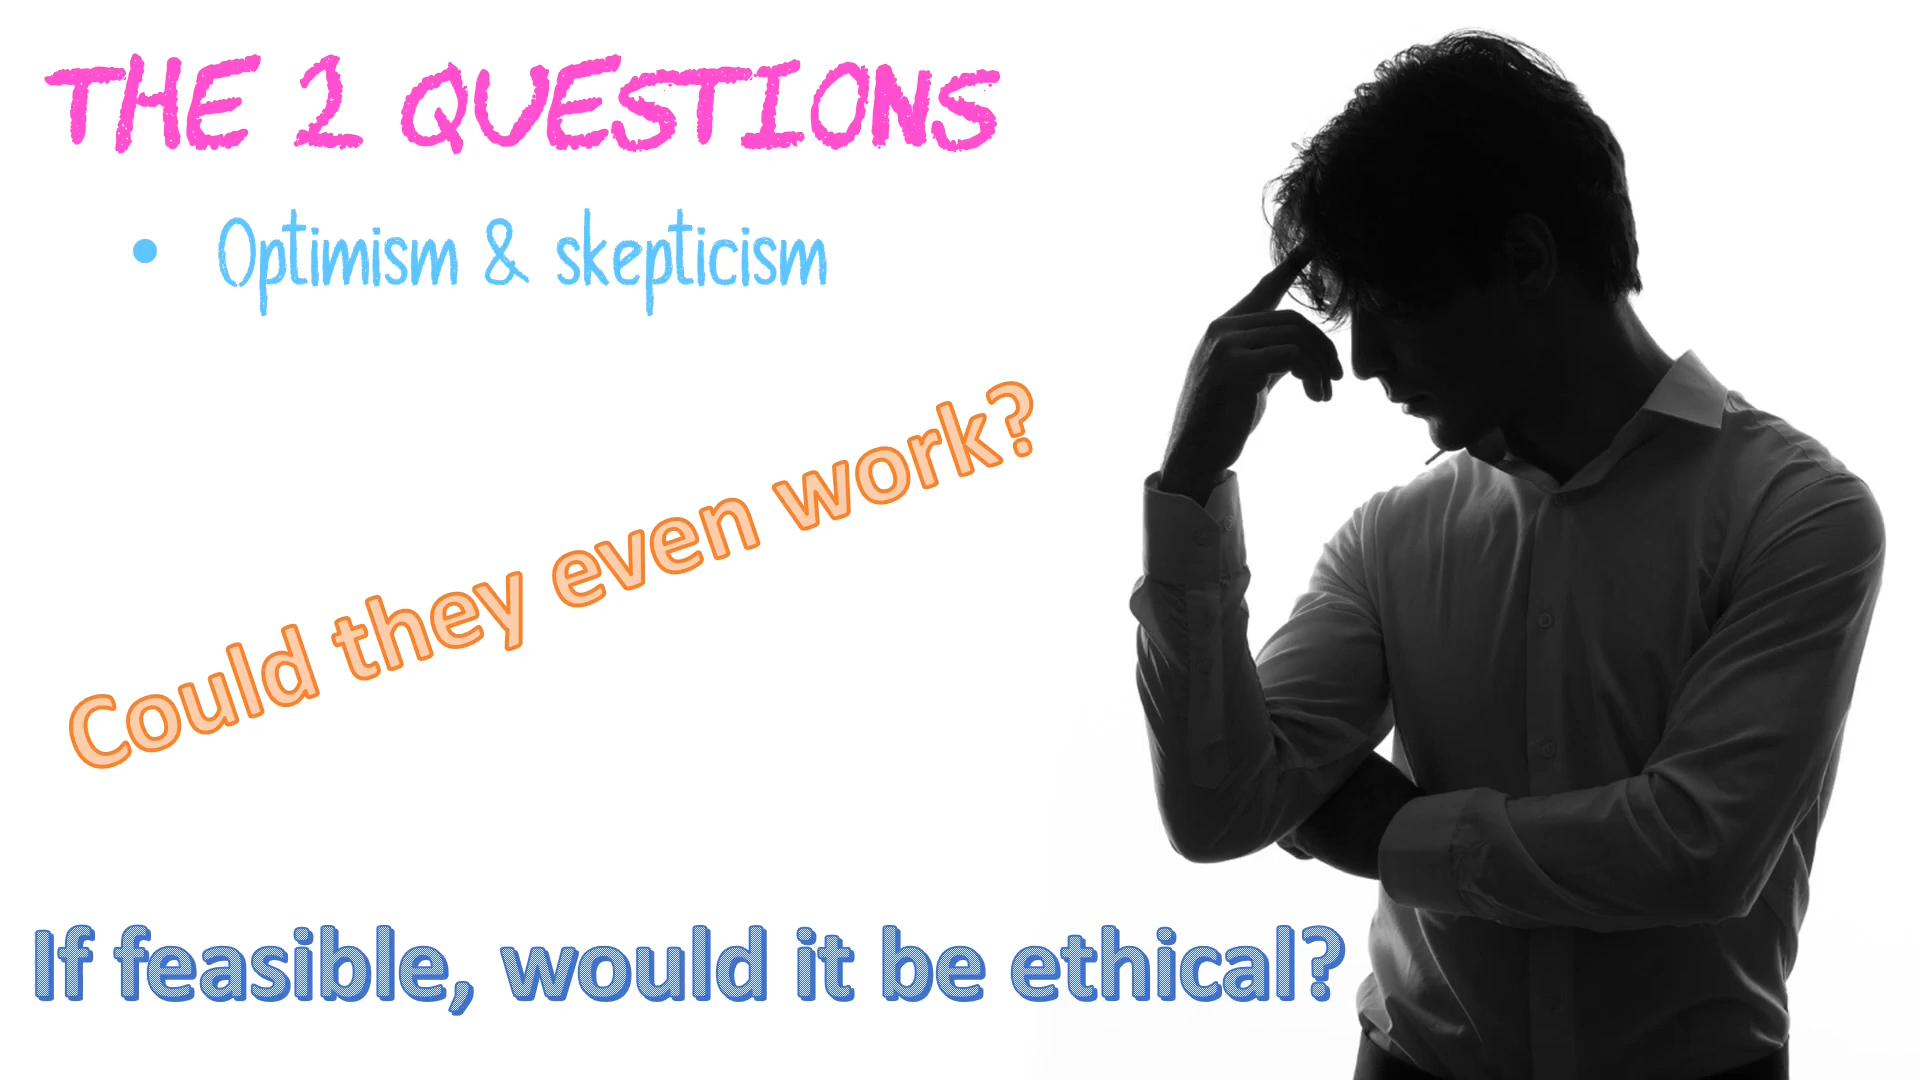 THE 2 QUESTIONS
• Optimism & skepticism
Could they even work?
If feasible, would it be ethical?